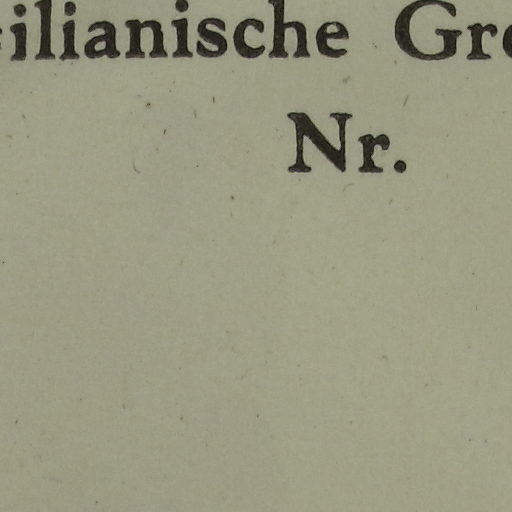 ilianische Gr
Nr.